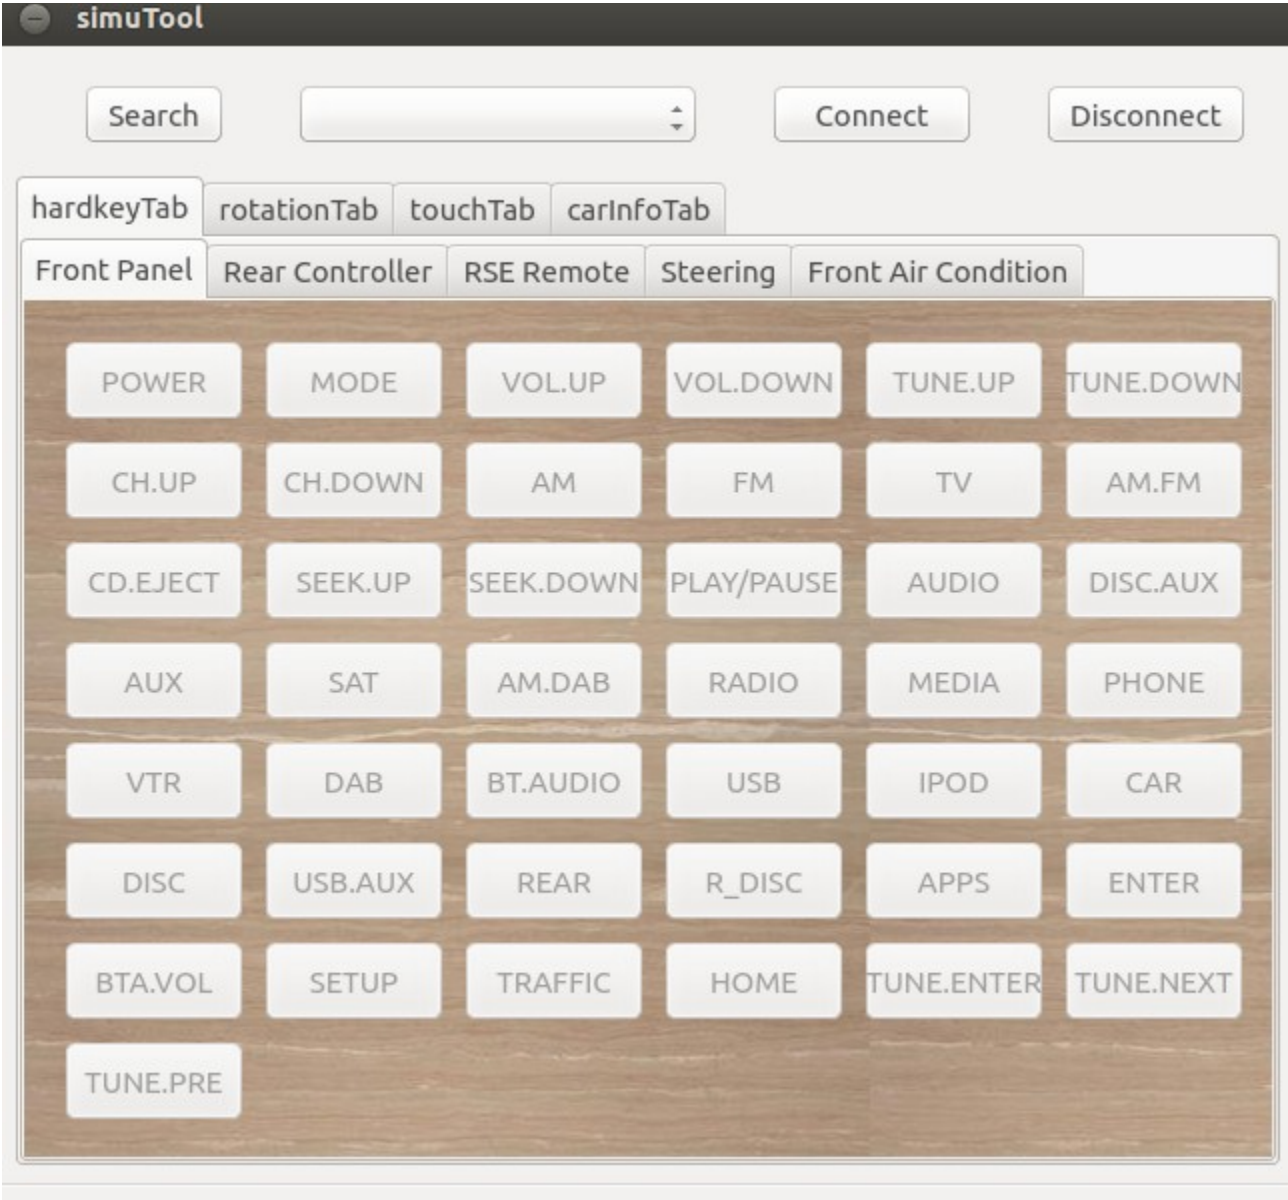 simuTool
Search Connect Disconnect
hardkeyTab rotationTab touchTab carInfoTab
Front Panel Rear Controller RSE Remote Steering Front Air Condition
POWER MODE VOL.UP VOL.DOWN TUNE.UP TUNE.DOWN
CH.UP CH.DOWN AM FM TV AM.FM
CD.EJECT SEEK.UP SEEK.DOWN PLAY/PAUSE AUDIO DISC.AUX
AUX SAT AM.DAB RADIO MEDIA PHONE
VTR DAB BT.AUDIO USB IPOD CAR
DISC USB.AUX REAR R_DISC APPS ENTER
BTA.VOL SETUP TRAFFIC HOME TUNE.ENTER TUNE.NEXT
TUNE.PRE